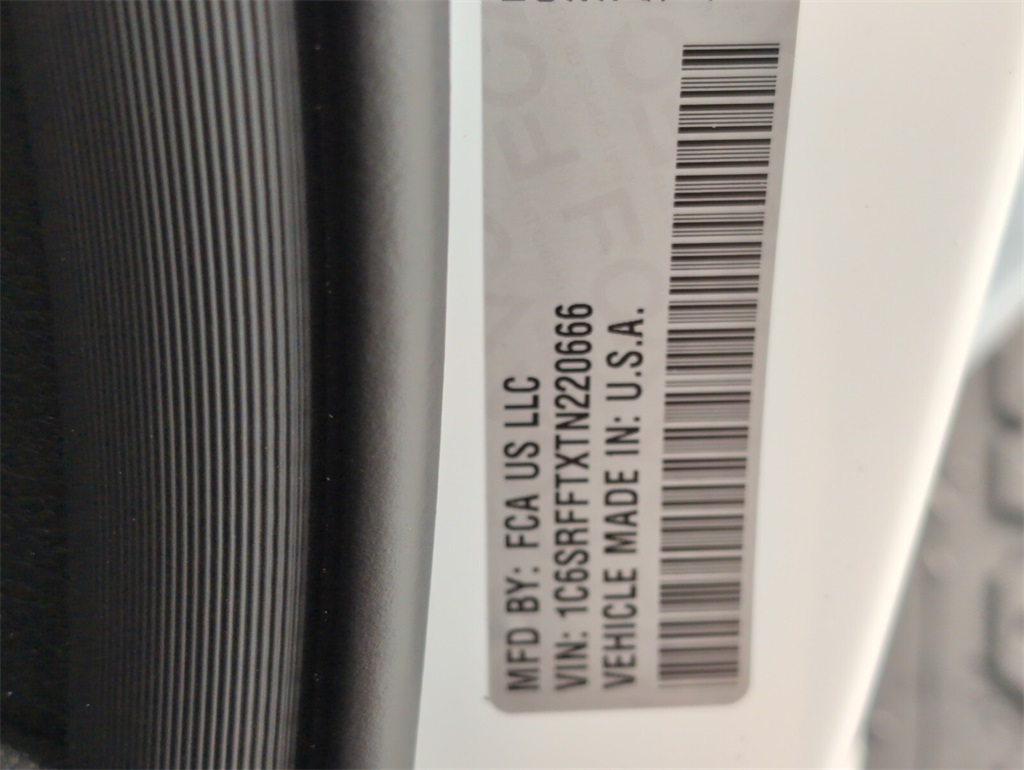 MFD BY: FCA US LLC
VIN: 1C6SRFFTXTN220666
VEHICLE MADE IN: U.S.A.